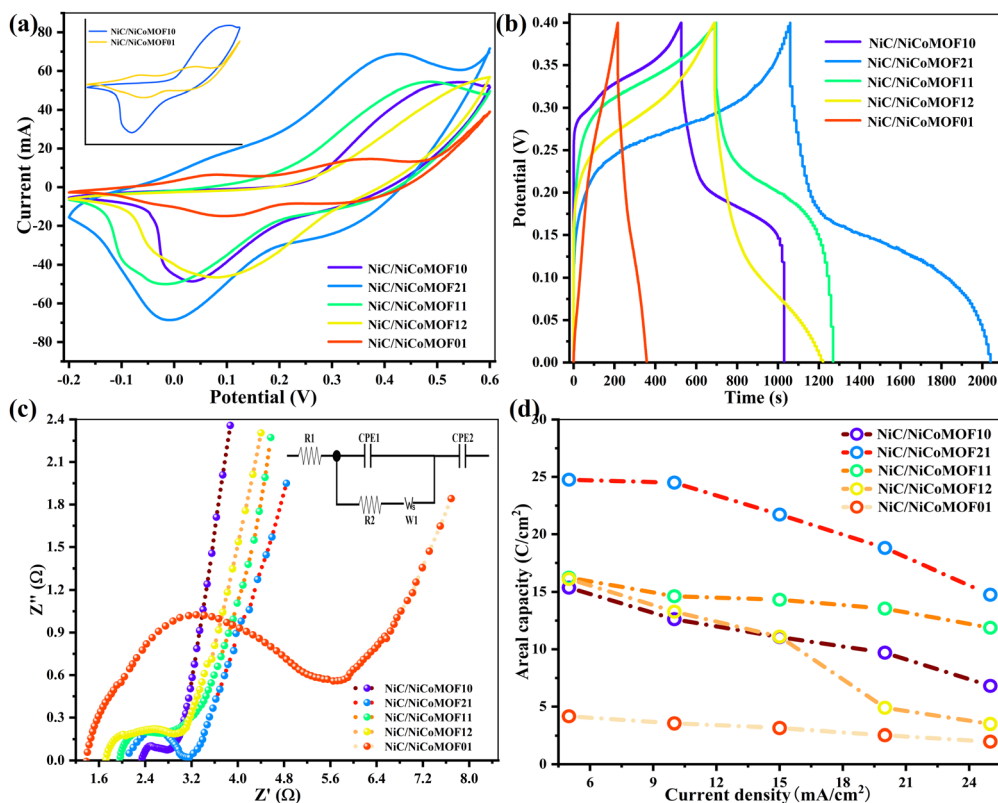 (a)
NiC/NiCoMOF10
NiC/NiCoMOF01
80
60
40
20
0
-20
-40
-60
-80
Current (mA)
NiC/NiCoMOF10
NiC/NiCoMOF21
NiC/NiCoMOF11
NiC/NiCoMOF12
NiC/NiCoMOF01
-0.2 -0.1 0.0 0.1 0.2 0.3 0.4 0.5 0.6
Potential (V)
(b)
0.40
0.35
0.30
0.25
0.20
0.15
0.10
0.05
0.00
Potential (V)
NiC/NiCoMOF10
NiC/NiCoMOF21
NiC/NiCoMOF11
NiC/NiCoMOF12
NiC/NiCoMOF01
0 200 400 600 800 1000 1200 1400 1600 1800 2000
Time (s)
(c)
2.4
2.1
1.8
1.5
1.2
0.9
0.6
0.3
0.0
Z" (Ω)
R1
CPE1
CPE2
R2
Ws
W1
NiC/NiCoMOF10
NiC/NiCoMOF21
NiC/NiCoMOF11
NiC/NiCoMOF12
NiC/NiCoMOF01
1.6 2.4 3.2 4.0 4.8 5.6 6.4 7.2 8.0
Z' (Ω)
(d)
30
25
20
15
10
5
0
Areal capacity (C/cm²)
NiC/NiCoMOF10
NiC/NiCoMOF21
NiC/NiCoMOF11
NiC/NiCoMOF12
NiC/NiCoMOF01
6 9 12 15 18 21 24
Current density (mA/cm²)